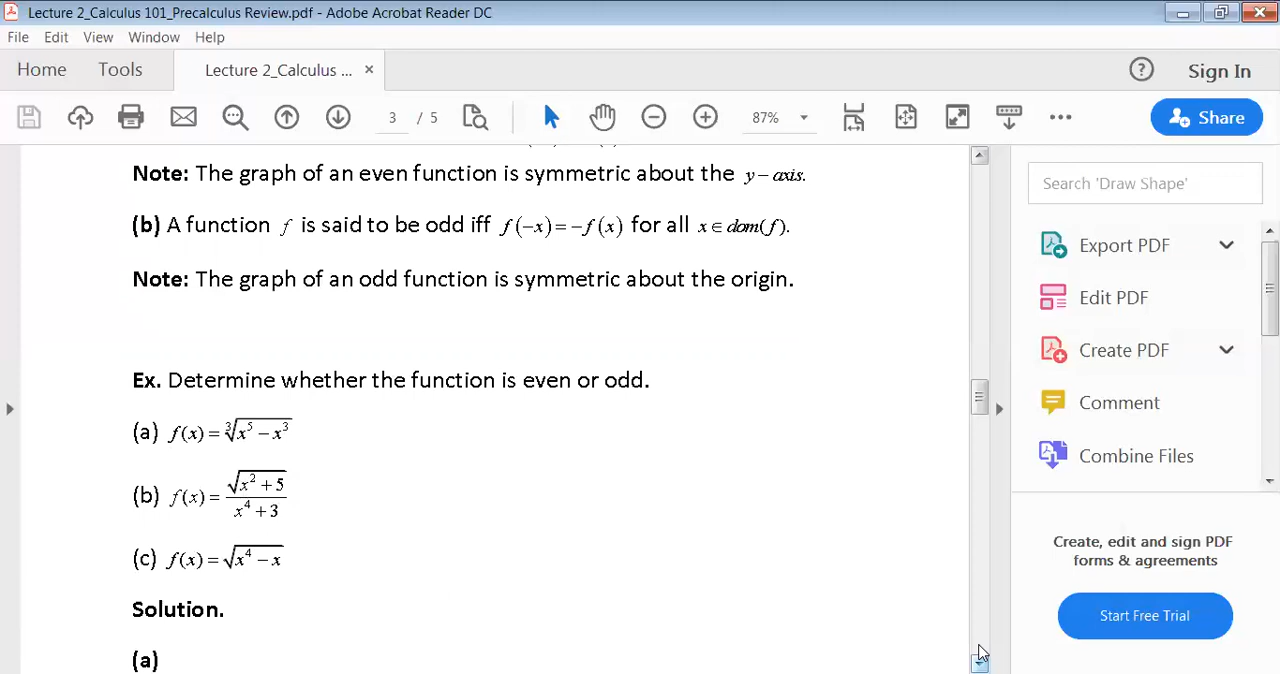 Lecture 2_Calculus 101_Precalculus Review.pdf - Adobe Acrobat Reader DC
File Edit View Window Help
Home Tools Lecture 2_Calculus ... × ? Sign In
3 / 5 87% Share
Note: The graph of an even function is symmetric about the y – axis.
(b) A function f is said to be odd iff f(−x) = −f(x) for all x ∈ dom(f).
Note: The graph of an odd function is symmetric about the origin.
Ex. Determine whether the function is even or odd.
(a) f(x) = ∛(x⁵ − x³)
(b) f(x) = √(x² + 5) / (x⁴ + 3)
(c) f(x) = √(x⁴ − x)
Solution.
(a)
Search 'Draw Shape'
Export PDF
Edit PDF
Create PDF
Comment
Combine Files
Create, edit and sign PDF
forms & agreements
Start Free Trial